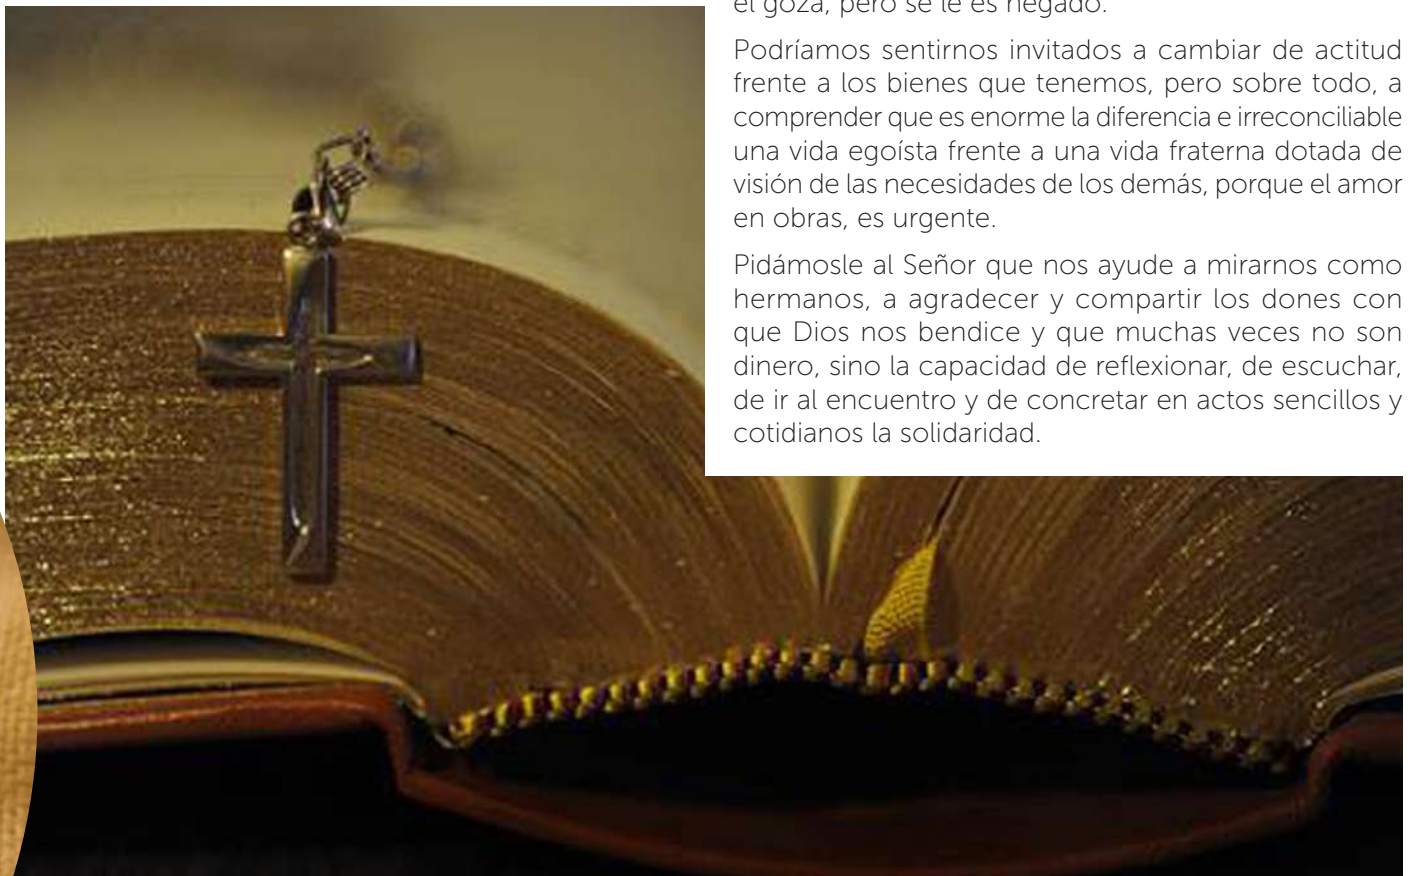 el goza, pero se le es negado.
Podríamos sentirnos invitados a cambiar de actitud
frente a los bienes que tenemos, pero sobre todo, a
comprender que es enorme la diferencia e irreconciliable
una vida egoísta frente a una vida fraterna dotada de
visión de las necesidades de los demás, porque el amor
en obras, es urgente.
Pidámosle al Señor que nos ayude a mirarnos como
hermanos, a agradecer y compartir los dones con
que Dios nos bendice y que muchas veces no son
dinero, sino la capacidad de reflexionar, de escuchar,
de ir al encuentro y de concretar en actos sencillos y
cotidianos la solidaridad.